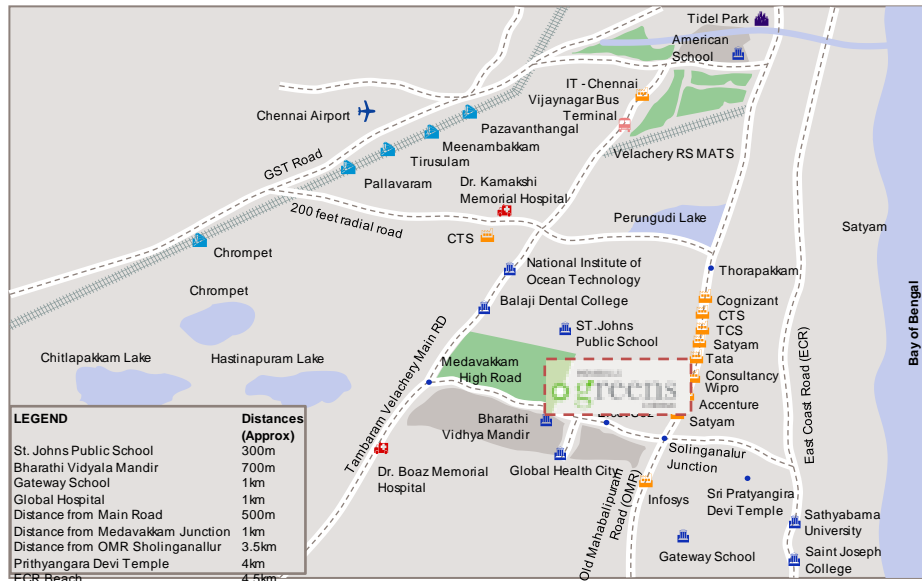 Tidel Park
American
School
IT - Chennai
Vijaynagar Bus
Terminal
Chennai Airport
Pazavanthangal
Meenambakkam
Tirusulam
Pallavaram
GST Road
Velachery RS MATS
Dr. Kamakshi
Memorial Hospital
200 feet radial road
Perungudi Lake
CTS
Satyam
Chrompet
Chrompet
National Institute of
Ocean Technology
Thorapakkam
Balaji Dental College
Cognizant
CTS
TCS
Satyam
Tata
Consultancy
Wipro
Accenture
Satyam
ST.Johns
Public School
Bay of Bengal
East Coast Road (ECR)
Chitlapakkam Lake
Hastinapuram Lake
Tambaram Velachery Main RD
Medavakkam
High Road
greens
Bharathi
Vidhya Mandir
Solinganalur
Junction
Dr. Boaz Memorial
Hospital
Global Health City
Old Mahabalipuram
Road (OMR)
Infosys
Sri Pratyangira
Devi Temple
Sathyabama
University
Gateway School
Saint Joseph
College
LEGEND Distances
(Approx)
St. Johns Public School 300m
Bharathi Vidyala Mandir 700m
Gateway School 1km
Global Hospital 1km
Distance from Main Road 500m
Distance from Medavakkam Junction 1km
Distance from OMR Sholinganallur 3.5km
Prithyangara Devi Temple 4km
ECR Beach 4.5km